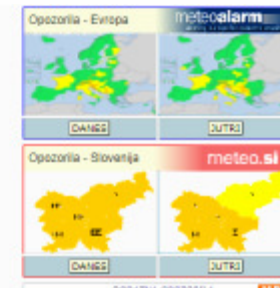 Opozorila - Evropa meteoalarm
DANES JUTRI
Opozorila - Slovenija meteo.si
DANES JUTRI